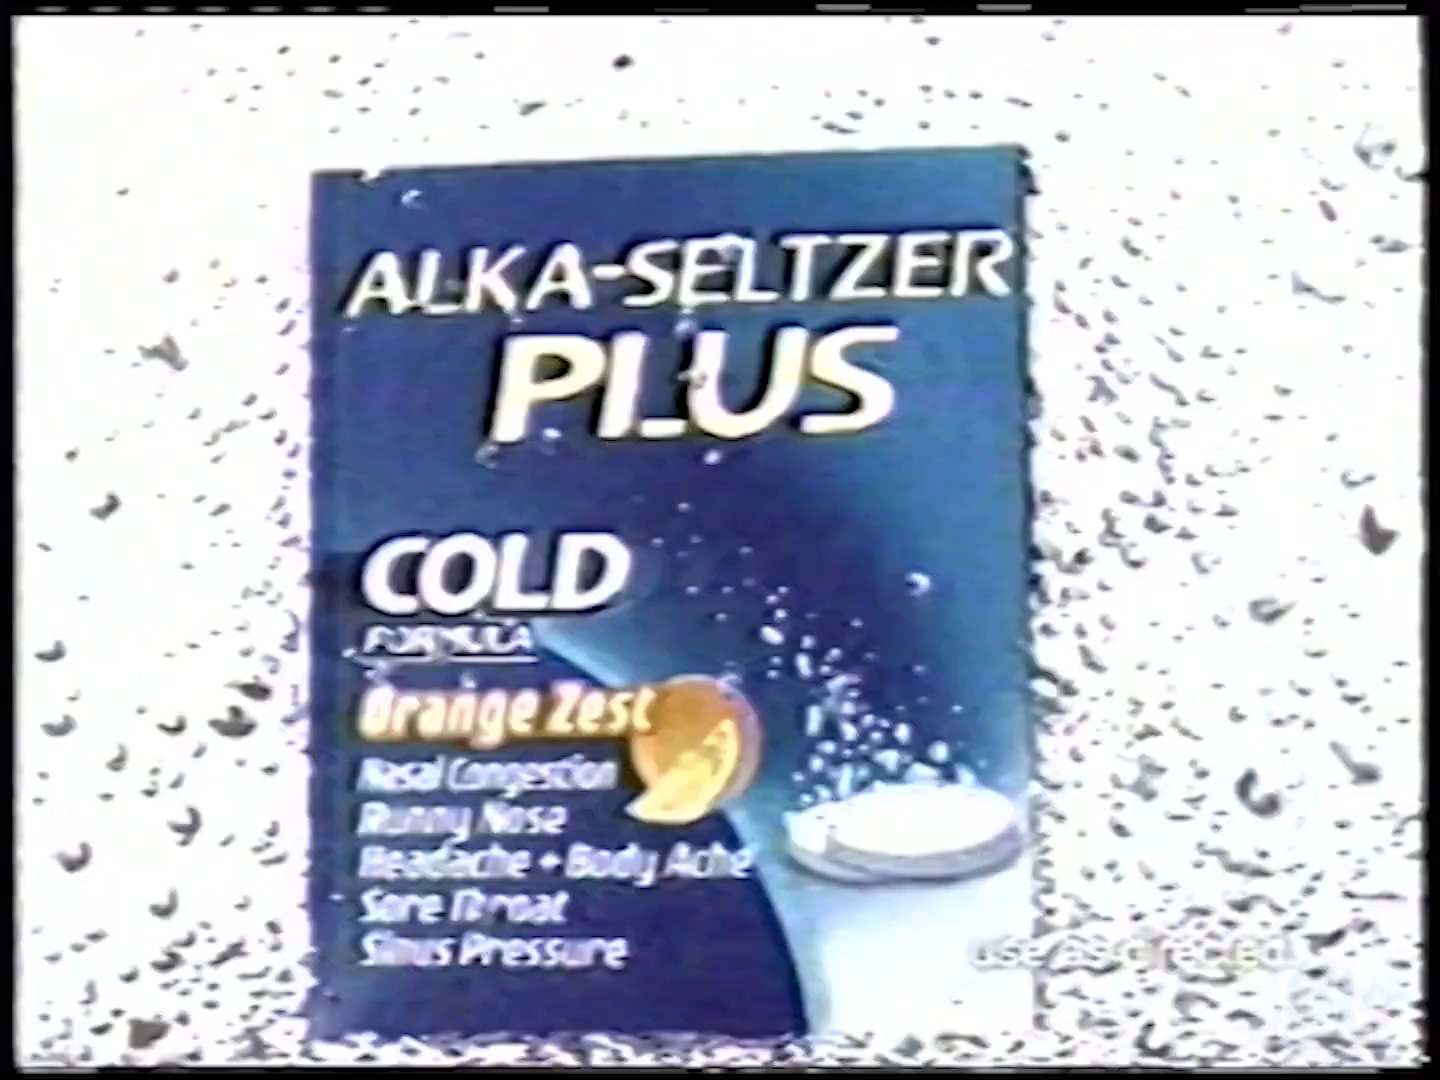 ALKA-SELTZER
PLUS
COLD
FORMULA
Orange Zest
Nasal Congestion
Runny Nose
Headache + Body Ache
Sore Throat
Sinus Pressure
use as directed.